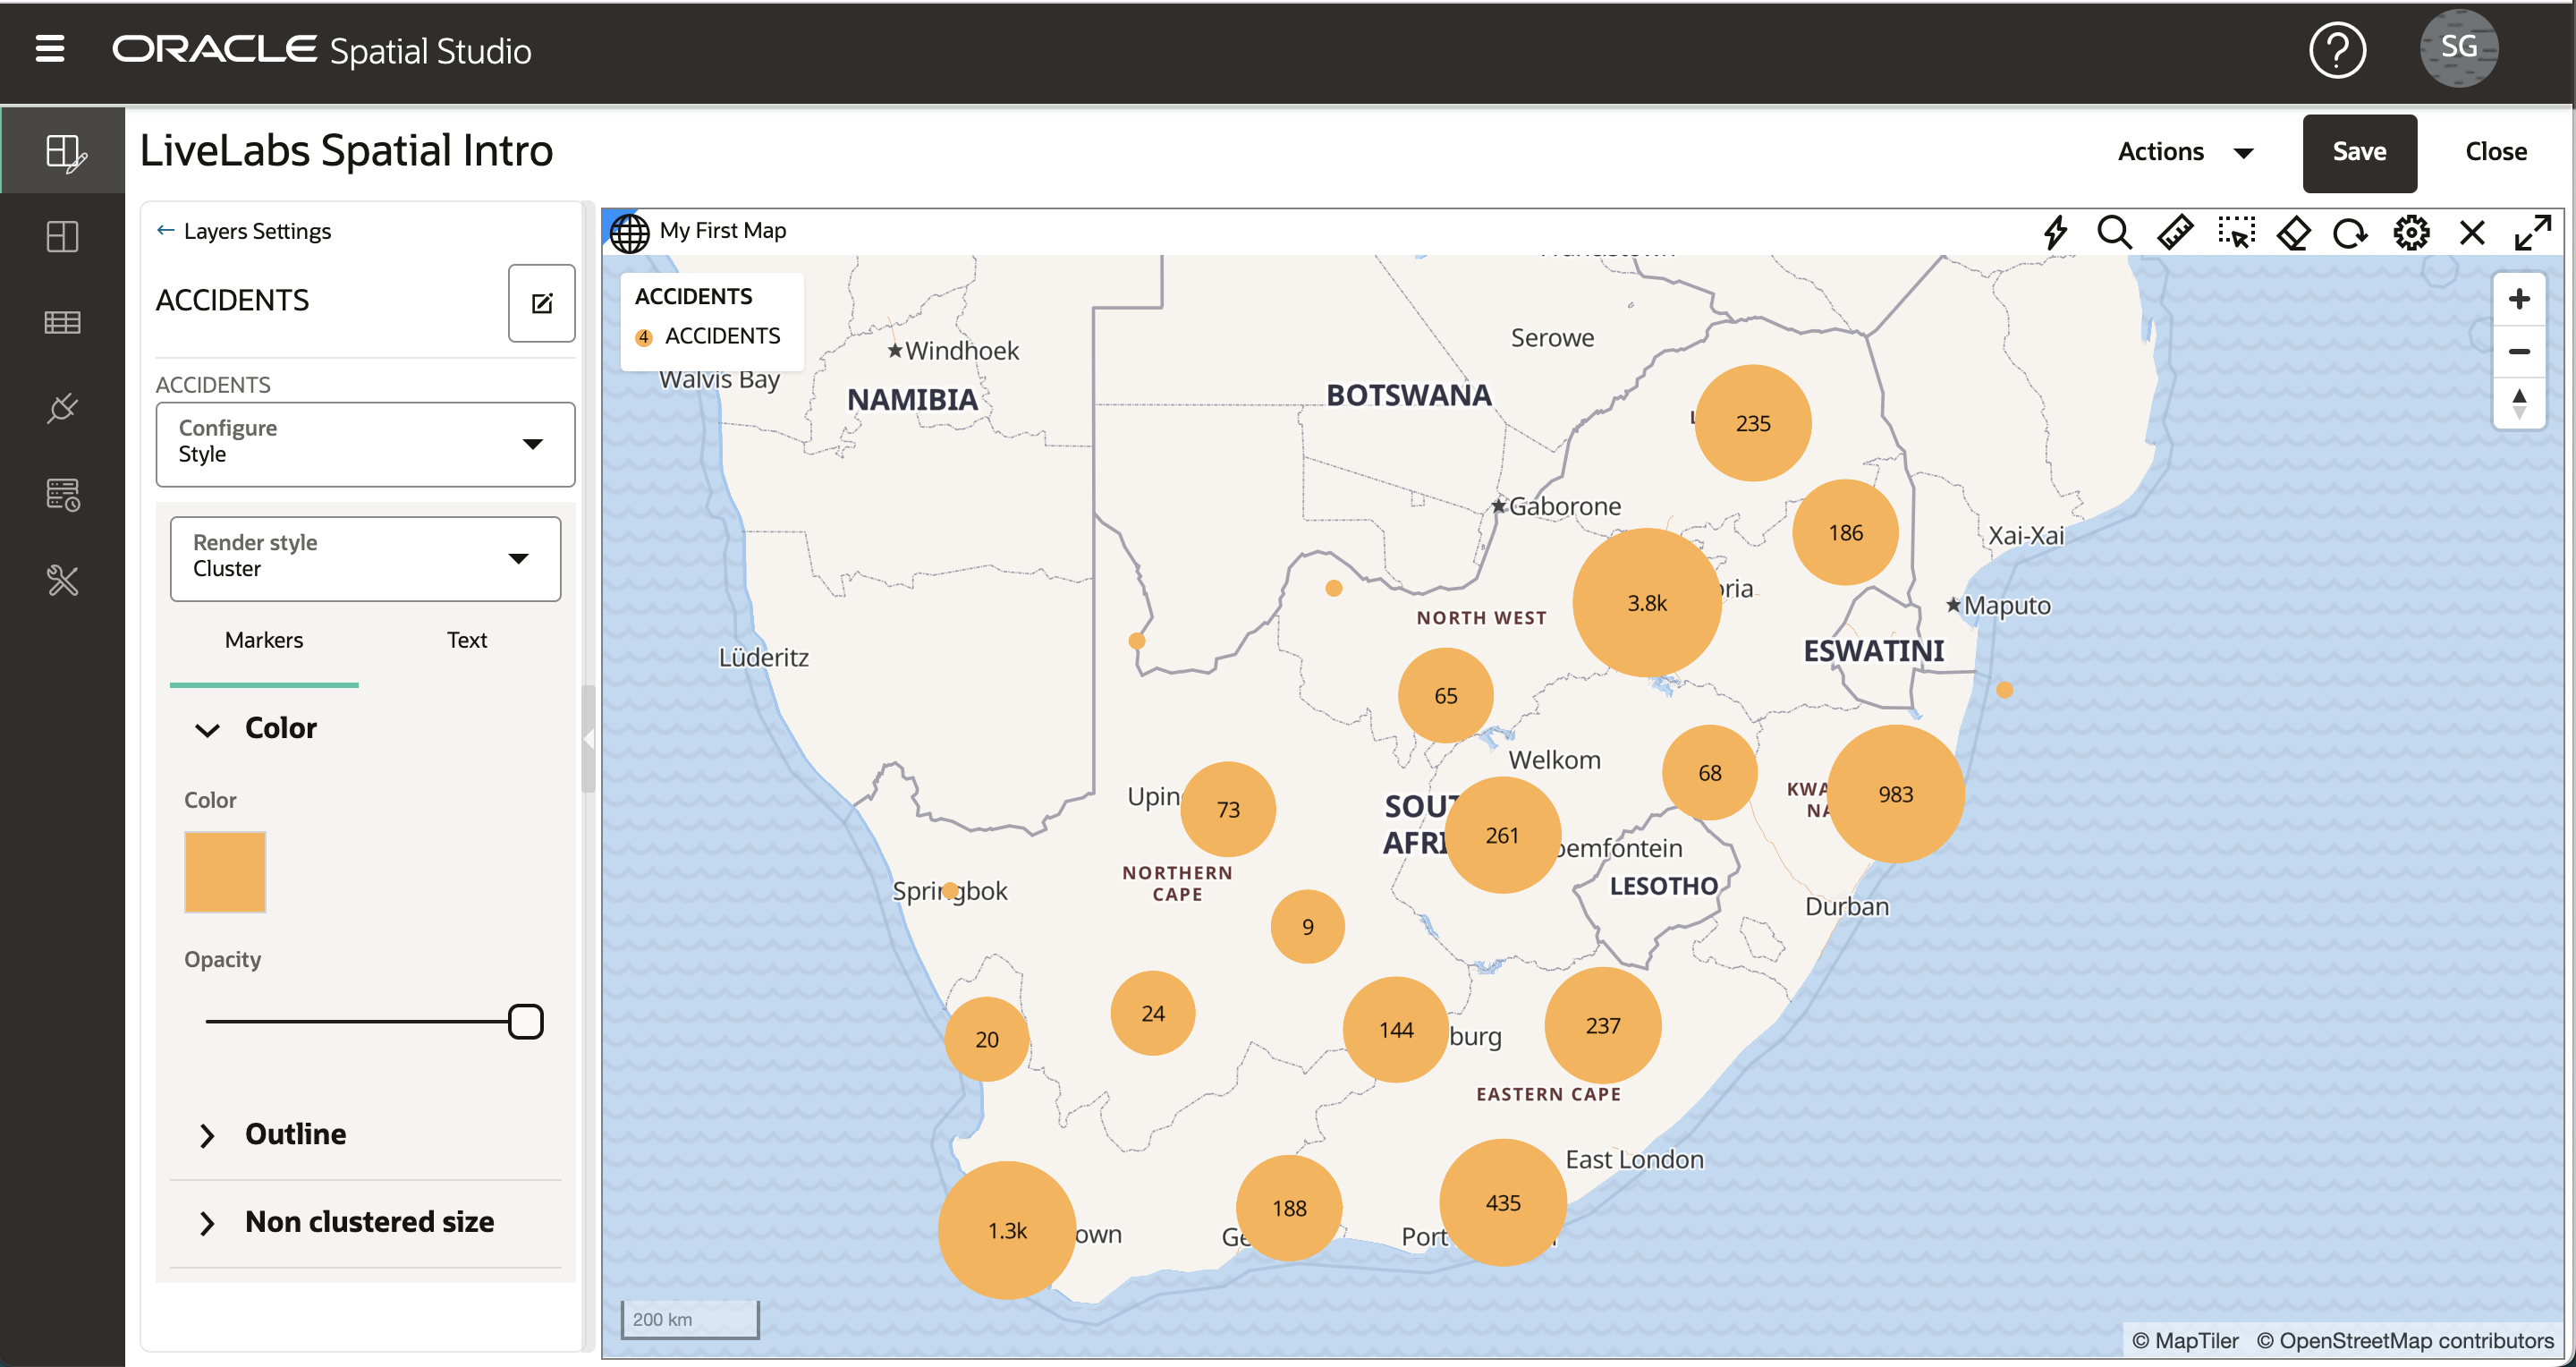 ORACLE Spatial Studio
SG
LiveLabs Spatial Intro
Actions
Save
Close
← Layers Settings
ACCIDENTS
ACCIDENTS
Configure
Style
Render style
Cluster
Markers
Text
Color
Color
Opacity
Outline
Non clustered size
My First Map
ACCIDENTS
4 ACCIDENTS
Serowe
Windhoek
Walvis Bay
NAMIBIA
BOTSWANA
235
Gaborone
186
Xai-Xai
3.8k
ria
Maputo
NORTH WEST
ESWATINI
Lüderitz
65
Welkom
68
KWA
NA
983
Upin
73
SOUT
AFRI
261
oemfontein
NORTHERN
CAPE
LESOTHO
Springbok
Durban
9
24
20
144
burg
237
EASTERN CAPE
East London
1.3k
own
188
Ge
435
Port
200 km
© MapTiler © OpenStreetMap contributors